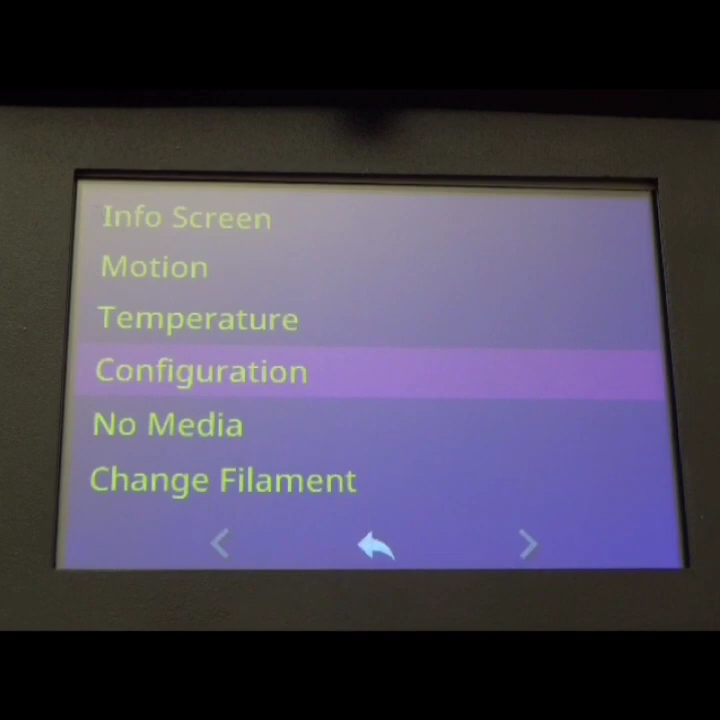 Info Screen
Motion
Temperature
Configuration
No Media
Change Filament